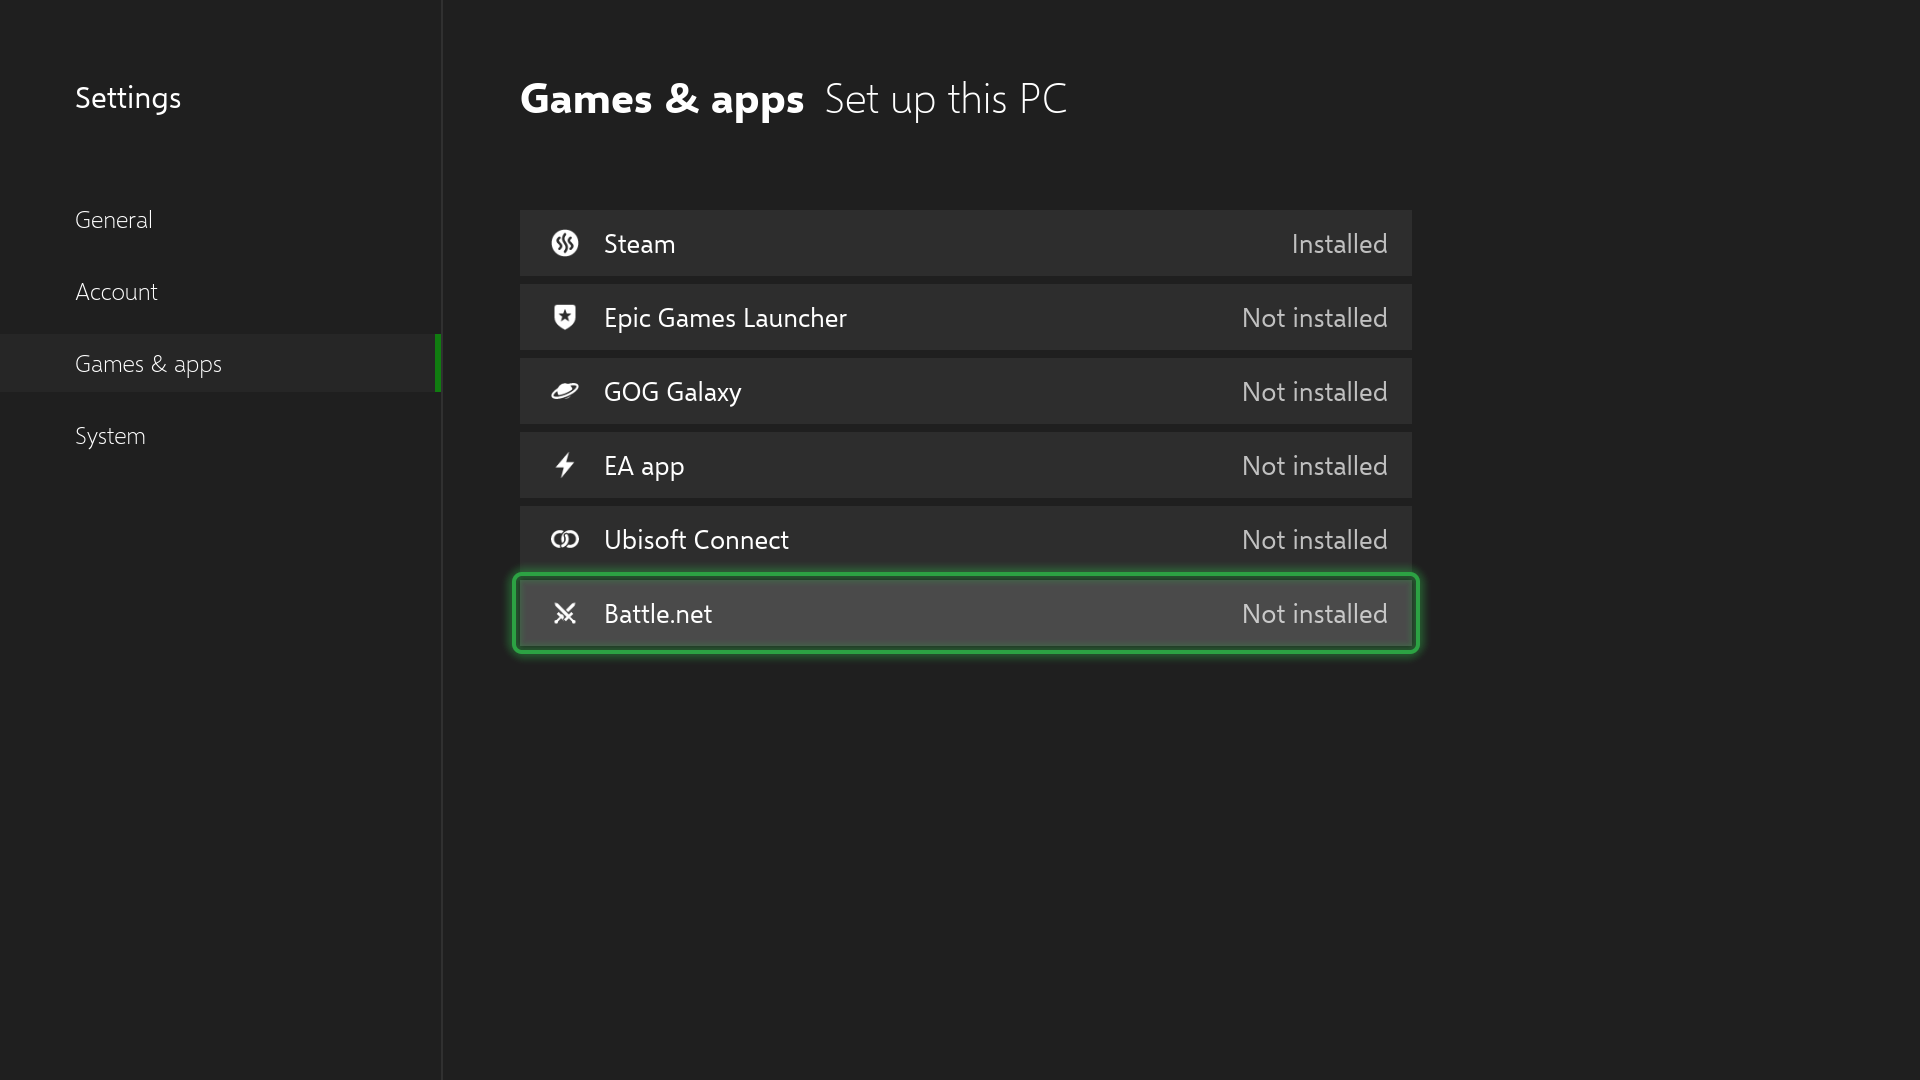 Settings
General
Account
Games & apps
System
Games & apps Set up this PC
Steam Installed
Epic Games Launcher Not installed
GOG Galaxy Not installed
EA app Not installed
Ubisoft Connect Not installed
Battle.net Not installed